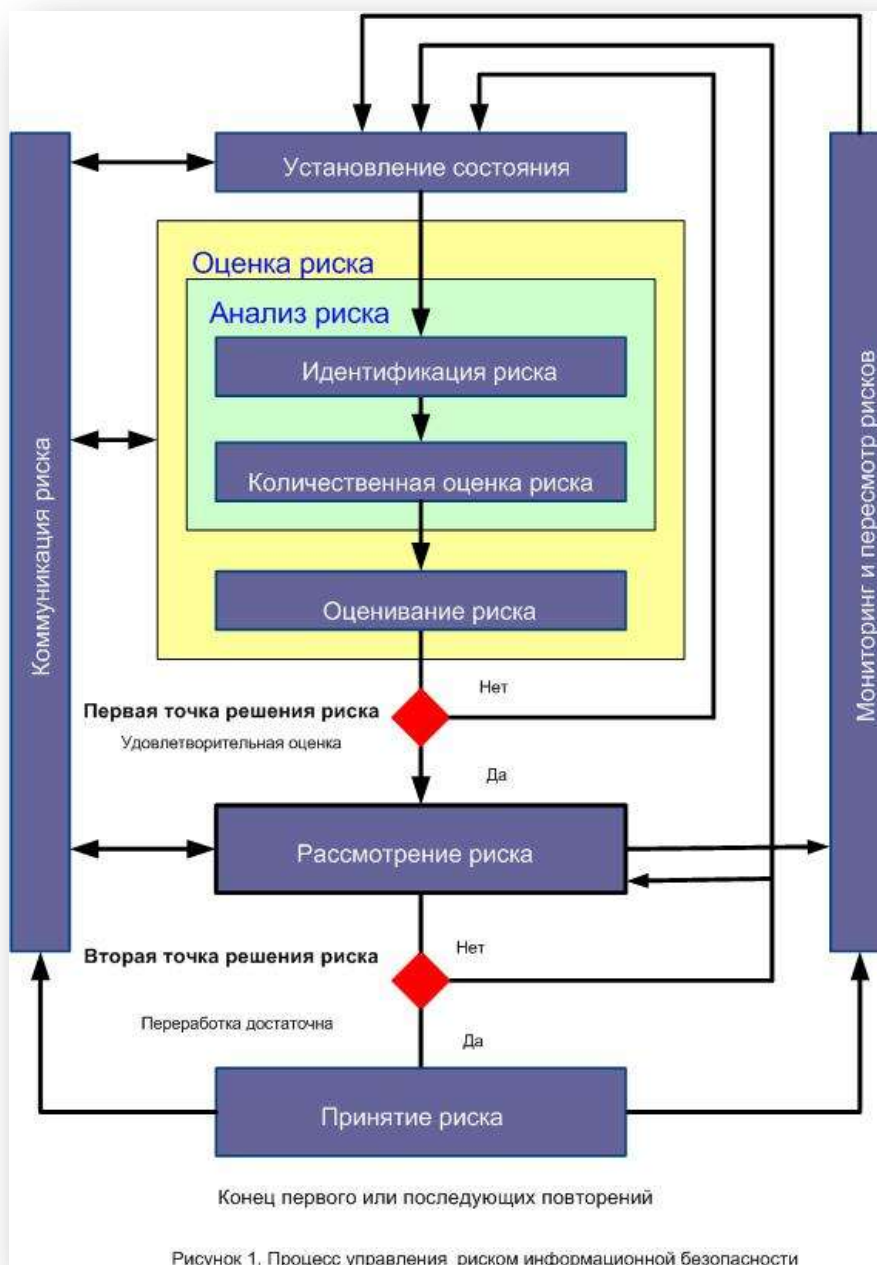 Установление состояния
Оценка риска
Анализ риска
Идентификация риска
Количественная оценка риска
Оценивание риска
Коммуникация риска
Мониторинг и пересмотр рисков
Нет
Первая точка решения риска
Удовлетворительная оценка
Да
Рассмотрение риска
Нет
Вторая точка решения риска
Переработка достаточна
Да
Принятие риска
Конец первого или последующих повторений
Рисунок 1. Процесс управления риском информационной безопасности